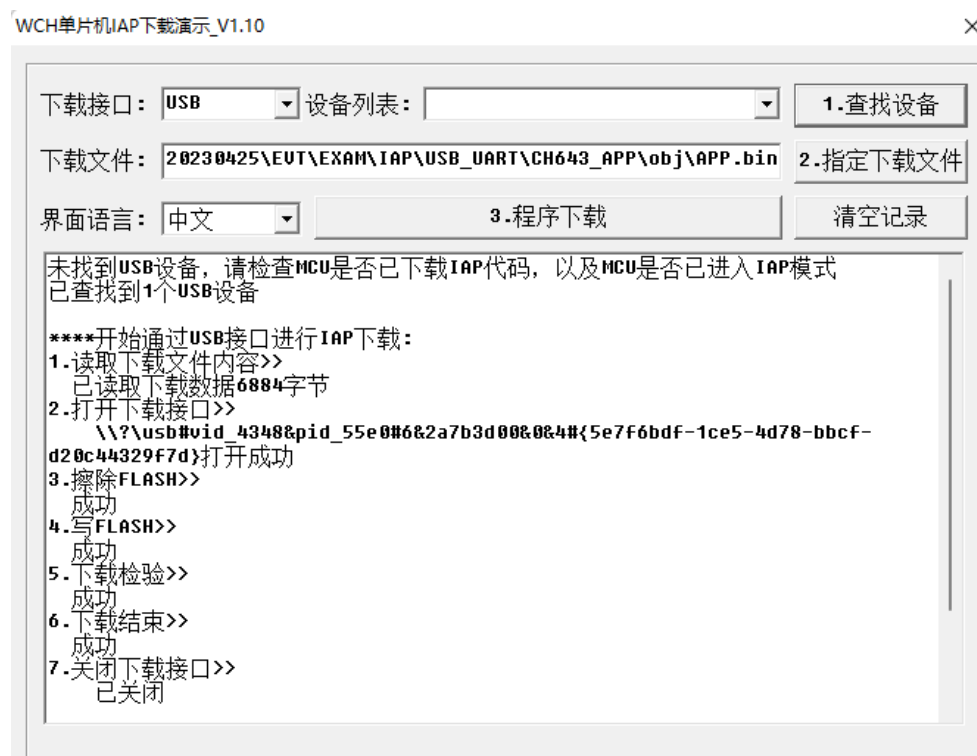 WCH单片机IAP下载演示_V1.10
下载接口： USB 设备列表： 1.查找设备
下载文件： 20230425\EVT\EXAM\IAP\USB_UART\CH643_APP\obj\APP.bin 2.指定下载文件
界面语言： 中文 3.程序下载 清空记录
未找到USB设备，请检查MCU是否已下载IAP代码，以及MCU是否已进入IAP模式
已查找到1个USB设备
****开始通过USB接口进行IAP下载：
1.读取下载文件内容>>
已读取下载数据6884字节
2.打开下载接口>>
\\?\usb#vid_4348&pid_55e0#6&2a7b3d00&0&4#{5e7f6bdf-1ce5-4d78-bbcf-
d20c44329f7d}打开成功
3.擦除FLASH>>
成功
4.写FLASH>>
成功
5.下载检验>>
成功
6.下载结束>>
成功
7.关闭下载接口>>
已关闭